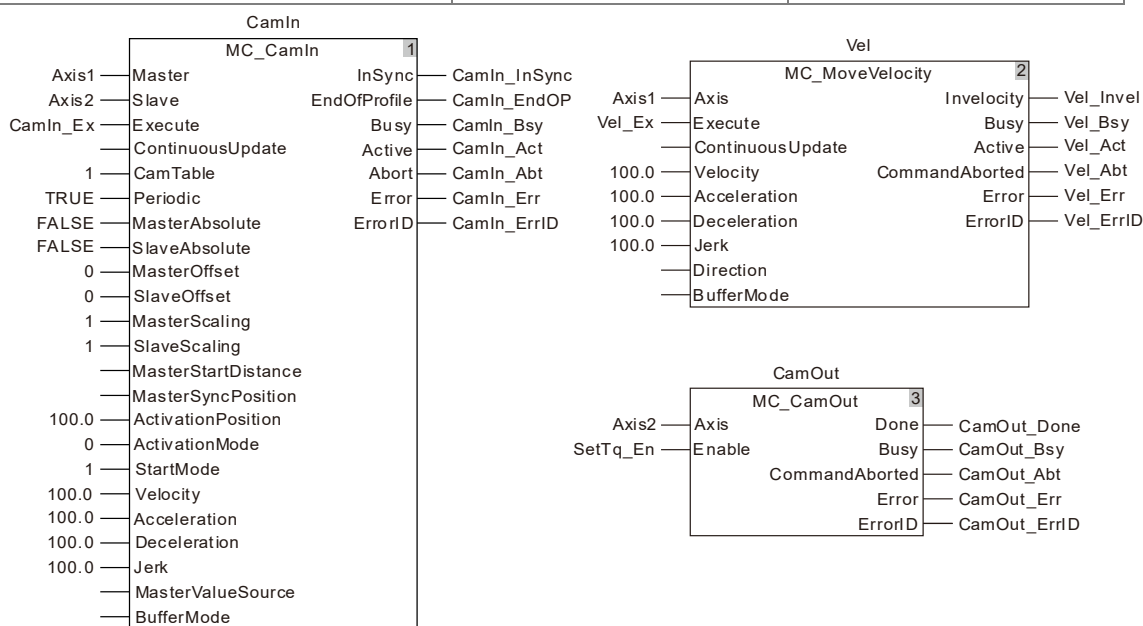 CamIn
MC_CamIn 1
Axis1 Master InSync CamIn_InSync
Axis2 Slave EndOfProfile CamIn_EndOP
CamIn_Ex Execute Busy CamIn_Bsy
ContinuousUpdate Active CamIn_Act
1 CamTable Abort CamIn_Abt
TRUE Periodic Error CamIn_Err
FALSE MasterAbsolute ErrorID CamIn_ErrID
FALSE SlaveAbsolute
0 MasterOffset
0 SlaveOffset
1 MasterScaling
1 SlaveScaling
MasterStartDistance
MasterSyncPosition
100.0 ActivationPosition
0 ActivationMode
1 StartMode
100.0 Velocity
100.0 Acceleration
100.0 Deceleration
100.0 Jerk
MasterValueSource
BufferMode
Vel
MC_MoveVelocity 2
Axis1 Axis Invelocity Vel_Invel
Vel_Ex Execute Busy Vel_Bsy
ContinuousUpdate Active Vel_Act
100.0 Velocity CommandAborted Vel_Abt
100.0 Acceleration Error Vel_Err
100.0 Deceleration ErrorID Vel_ErrID
100.0 Jerk
Direction
BufferMode
CamOut
MC_CamOut 3
Axis2 Axis Done CamOut_Done
SetTq_En Enable Busy CamOut_Bsy
CommandAborted CamOut_Abt
Error CamOut_Err
ErrorID CamOut_ErrID